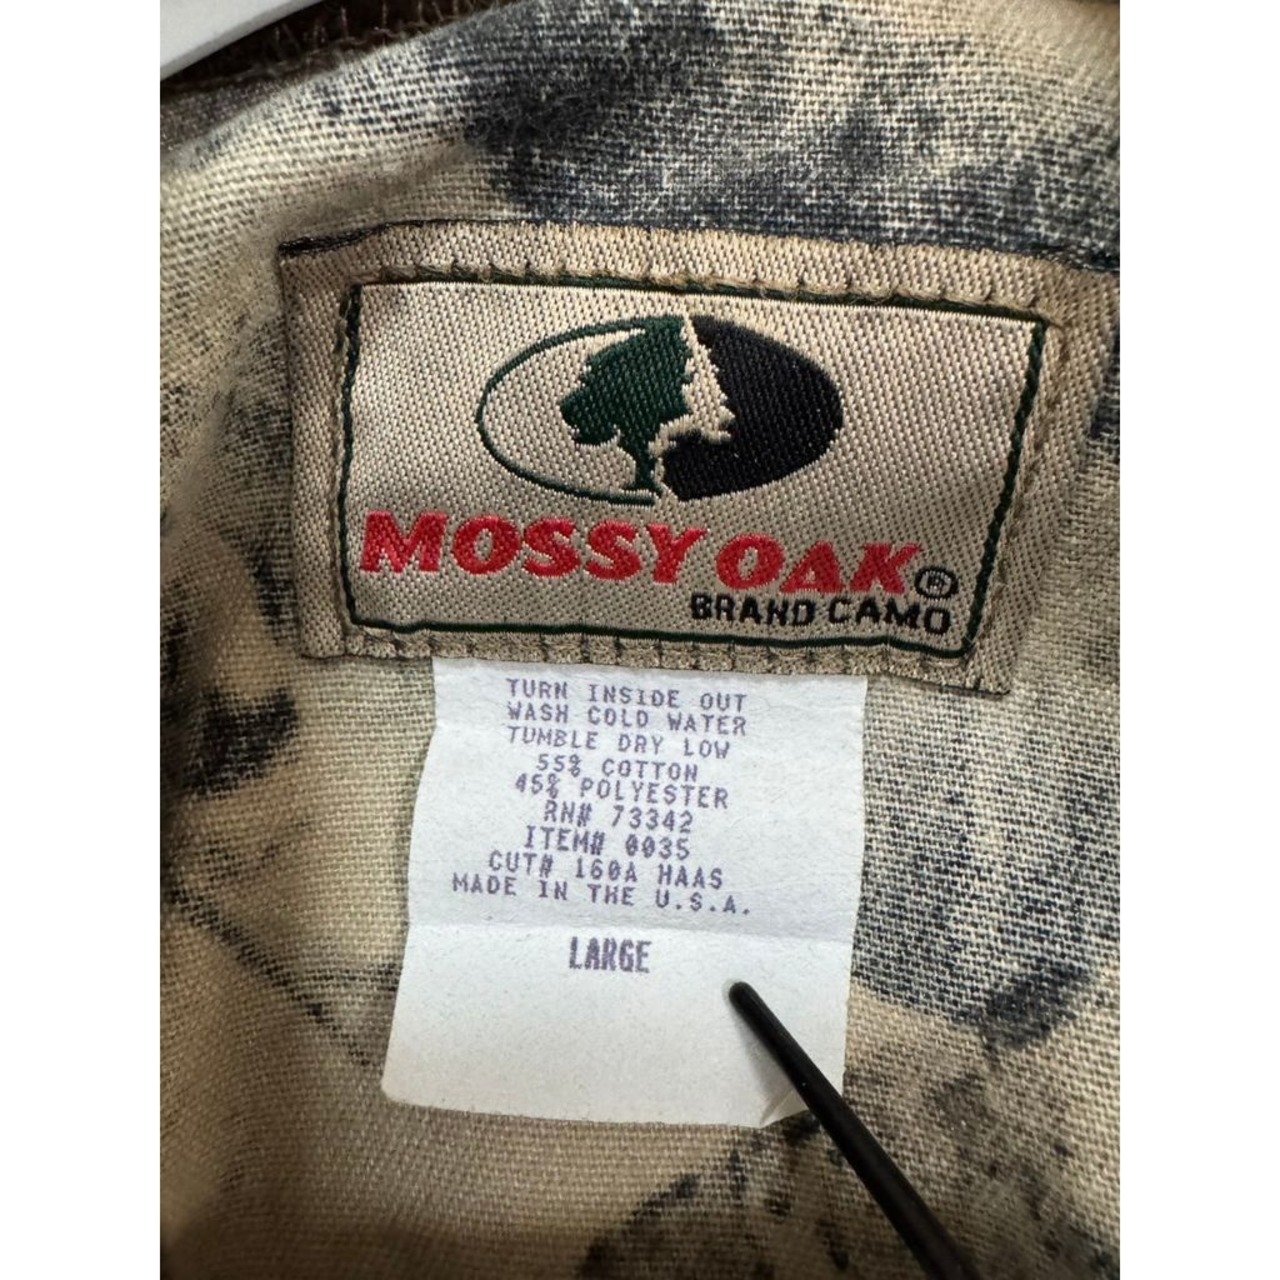 MOSSY OAK®
BRAND CAMO
TURN INSIDE OUT
WASH COLD WATER
TUMBLE DRY LOW
55% COTTON
45% POLYESTER
RN# 73342
ITEM# 0035
CUT# 160A HAAS
MADE IN THE U.S.A.
LARGE